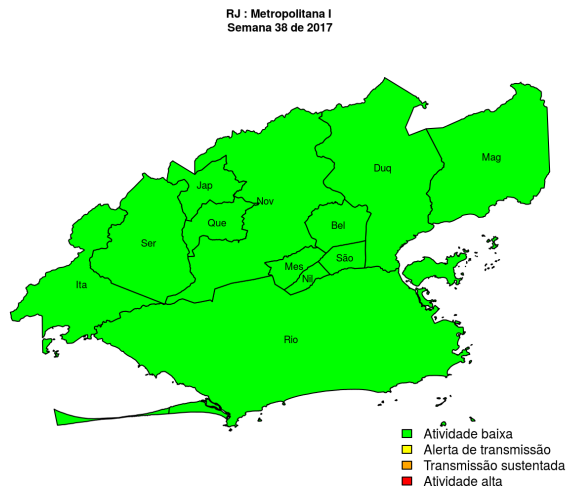 RJ : Metropolitana I
Semana 38 de 2017
Mag
Duq
Jap
Nov
Que
Bel
Ser
São
Mes
Nil
Ita
Rio
Atividade baixa
Alerta de transmissão
Transmissão sustentada
Atividade alta